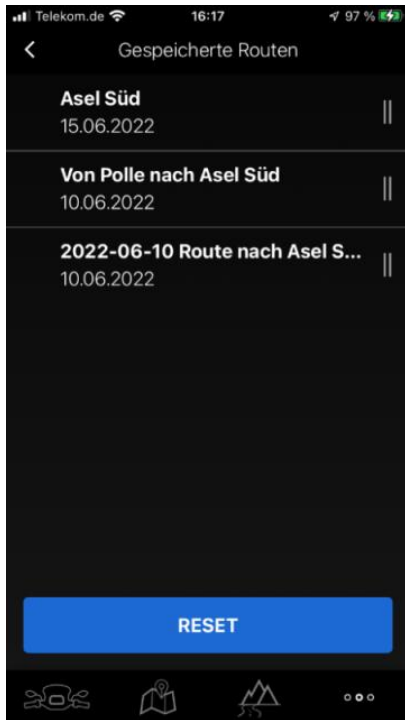 Telekom.de 16:17 97 %
Gespeicherte Routen
Asel Süd
15.06.2022
Von Polle nach Asel Süd
10.06.2022
2022-06-10 Route nach Asel S...
10.06.2022
RESET